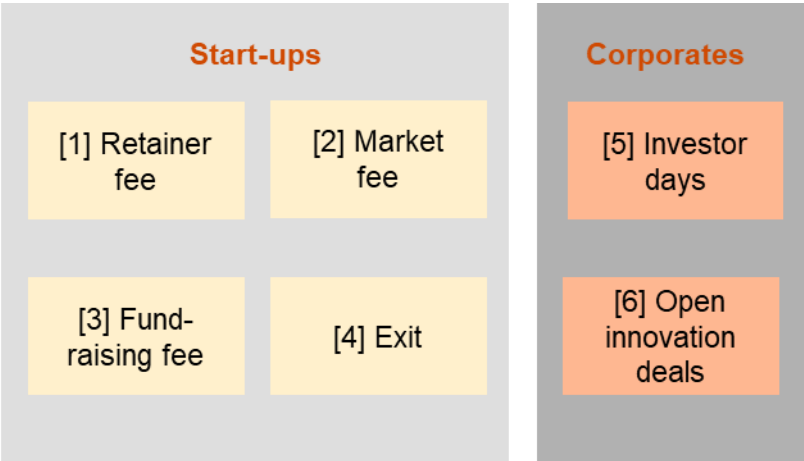 Start-ups
Corporates
[1] Retainer
fee
[2] Market
fee
[5] Investor
days
[3] Fund-
raising fee
[4] Exit
[6] Open
innovation
deals